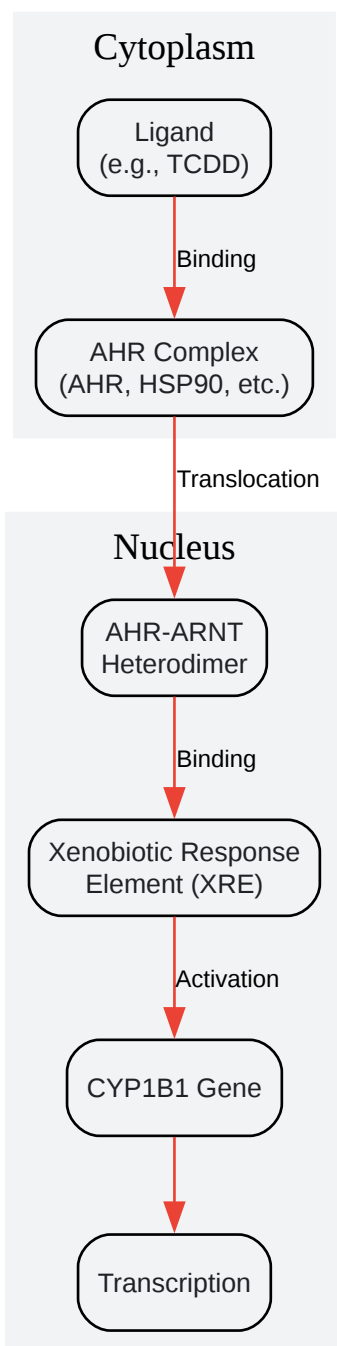 Cytoplasm
Ligand
(e.g., TCDD)
Binding
AHR Complex
(AHR, HSP90, etc.)
Translocation
Nucleus
AHR-ARNT
Heterodimer
Binding
Xenobiotic Response
Element (XRE)
Activation
CYP1B1 Gene
Transcription